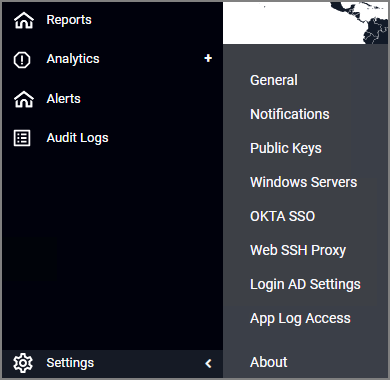 Reports
Analytics +
Alerts
Audit Logs
Settings
General
Notifications
Public Keys
Windows Servers
OKTA SSO
Web SSH Proxy
Login AD Settings
App Log Access
About